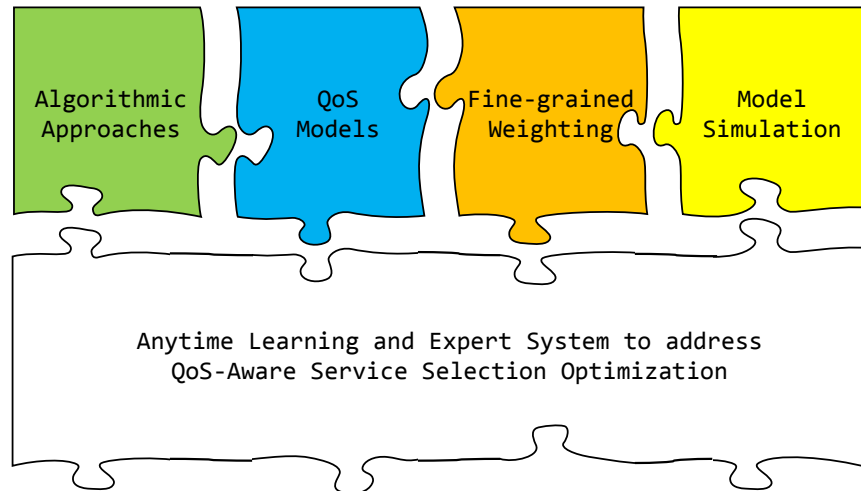 Algorithmic
Approaches
QoS
Models
Fine-grained
Weighting
Model
Simulation
Anytime Learning and Expert System to address
QoS-Aware Service Selection Optimization